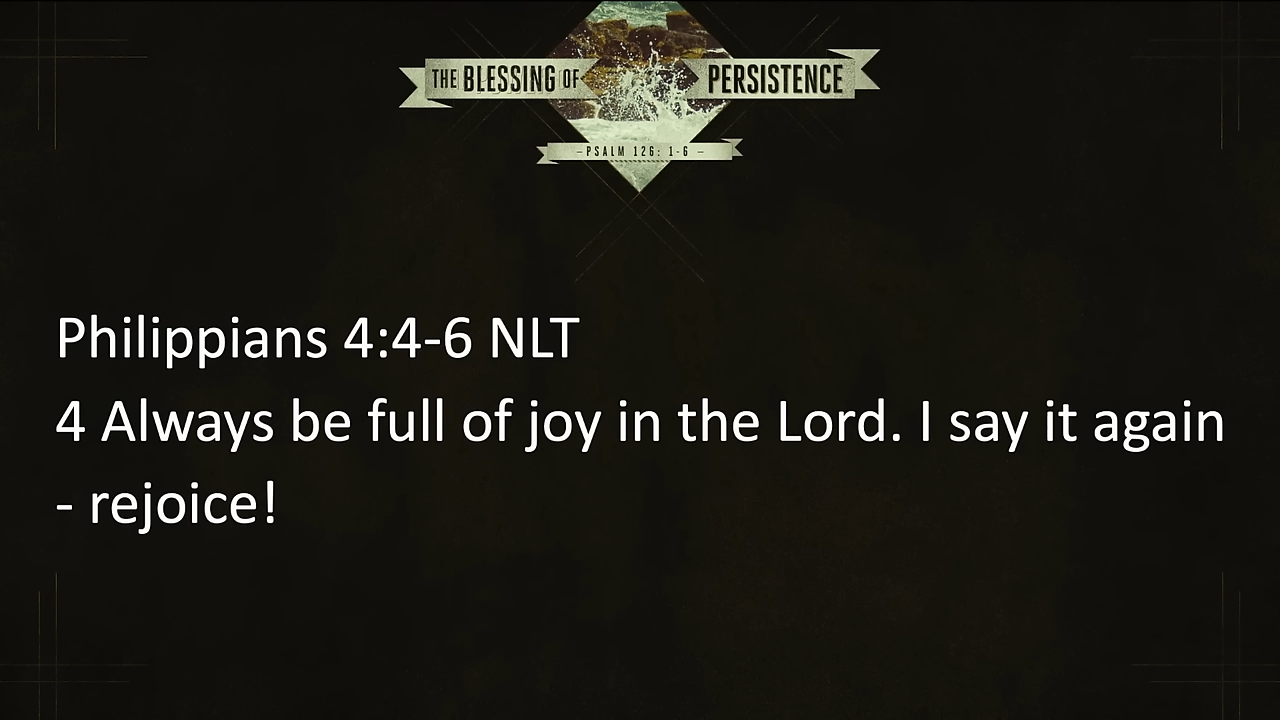 THE BLESSING OF PERSISTENCE
–PSALM 126: 1-6 –
Philippians 4:4-6 NLT
4 Always be full of joy in the Lord. I say it again
- rejoice!